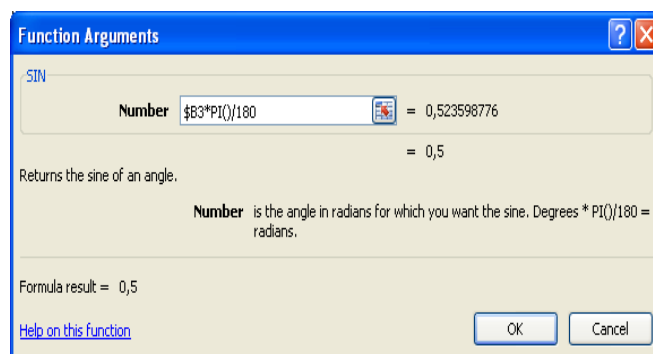 Function Arguments
SIN
Number $B3*PI()/180 = 0,523598776
= 0,5
Returns the sine of an angle.
Number is the angle in radians for which you want the sine. Degrees * PI()/180 =
radians.
Formula result = 0,5
Help on this function OK Cancel